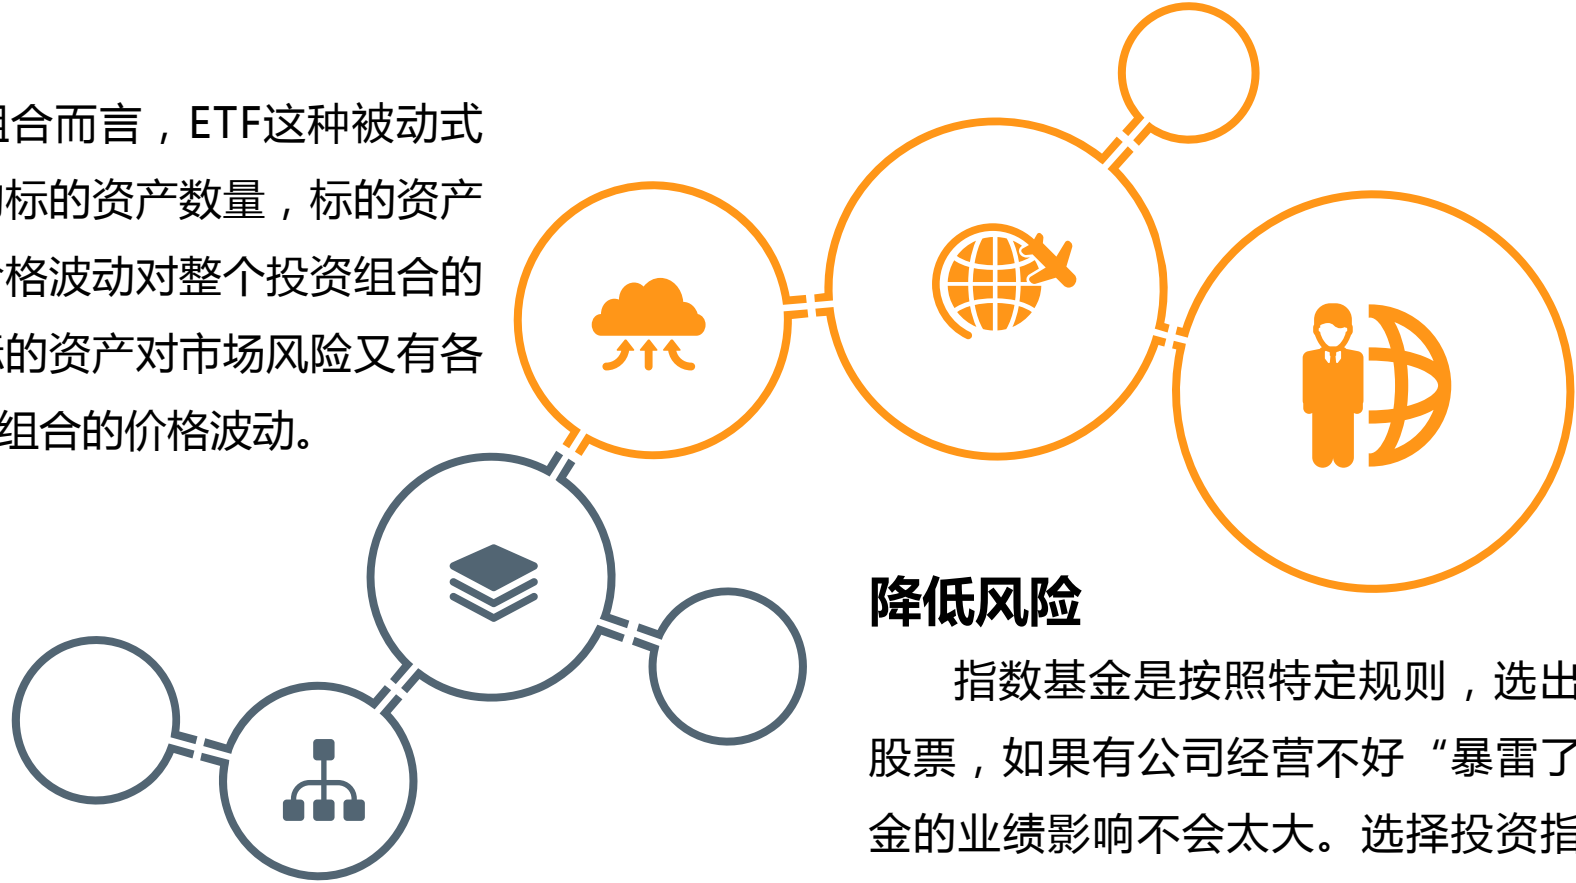 组合而言，ETF这种被动式
的标的资产数量，标的资产
价格波动对整个投资组合的
标的资产对市场风险又有各
组合的价格波动。
降低风险
指数基金是按照特定规则，选出
股票，如果有公司经营不好“暴雷了
金的业绩影响不会太大。选择投资指